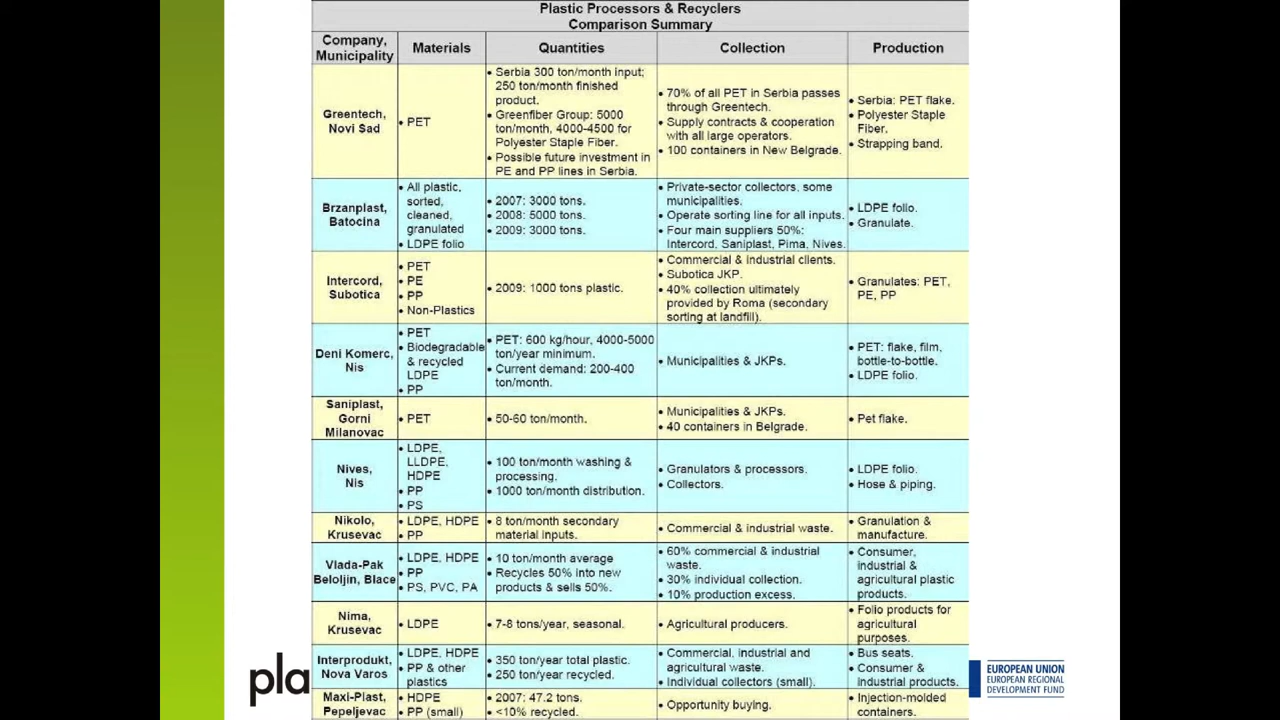 Plastic Processors & Recyclers
Comparison Summary
Company,
Municipality
Materials
Quantities
Collection
Production
Greentech,
Novi Sad
• PET
• Serbia 300 ton/month input;
250 ton/month finished
product.
• Greenfiber Group: 5000
ton/month, 4000-4500 for
Polyester Staple Fiber.
• Possible future investment in
PE and PP lines in Serbia.
• 70% of all PET in Serbia passes
through Greentech.
• Supply contracts & cooperation
with all large operators.
• 100 containers in New Belgrade.
• Serbia: PET flake.
• Polyester Staple
Fiber.
• Strapping band.
Brzanplast,
Batocina
• All plastic,
sorted,
cleaned,
granulated
• LDPE folio
• 2007: 3000 tons.
• 2008: 5000 tons.
• 2009: 3000 tons.
• Private-sector collectors, some
municipalities.
• Operate sorting line for all inputs.
• Four main suppliers 50%:
Intercord, Saniplast, Pima, Nives.
• LDPE folio.
• Granulate.
Intercord,
Subotica
• PET
• PE
• PP
• Non-Plastics
• 2009: 1000 tons plastic.
• Commercial & industrial clients.
• Subotica JKP.
• 40% collection ultimately
provided by Roma (secondary
sorting at landfill).
• Granulates: PET,
PE, PP
Deni Komerc,
Nis
• PET
• Biodegradable
& recycled
LDPE
• PP
• PET: 600 kg/hour, 4000-5000
ton/year minimum.
• Current demand: 200-400
ton/month.
• Municipalities & JKPs.
• PET: flake, film,
bottle-to-bottle.
• LDPE folio.
Saniplast,
Gorni
Milanovac
• PET
• 50-60 ton/month.
• Municipalities & JKPs.
• 40 containers in Belgrade.
• Pet flake.
Nives,
Nis
• LDPE,
LLDPE,
HDPE
• PP
• PS
• 100 ton/month washing &
processing.
• 1000 ton/month distribution.
• Granulators & processors.
• Collectors.
• LDPE folio.
• Hose & piping.
Nikolo,
Krusevac
• LDPE, HDPE
• PP
• 8 ton/month secondary
material inputs.
• Commercial & industrial waste.
• Granulation &
manufacture.
Vlada-Pak
Beloljin, Blace
• LDPE, HDPE
• PP
• PS, PVC, PA
• 10 ton/month average
• Recycles 50% into new
products & sells 50%.
• 60% commercial & industrial
waste.
• 30% individual collection.
• 10% production excess.
• Consumer,
industrial &
agricultural plastic
products.
Nima,
Krusevac
• LDPE
• 7-8 tons/year, seasonal.
• Agricultural producers.
• Folio products for
agricultural
purposes.
Interprodukt,
Nova Varos
• LDPE, HDPE
• PP & other
plastics
• 350 ton/year total plastic.
• 250 ton/year recycled.
• Commercial, industrial and
agricultural waste.
• Individual collectors (small).
• Bus seats.
• Consumer &
industrial products.
Maxi-Plast,
Pepeljevac
• HDPE
• PP (small)
• 2007: 47.2 tons.
• <10% recycled.
• Opportunity buying.
• Injection-molded
containers.
pla
EUROPEAN UNION
EUROPEAN REGIONAL
DEVELOPMENT FUND